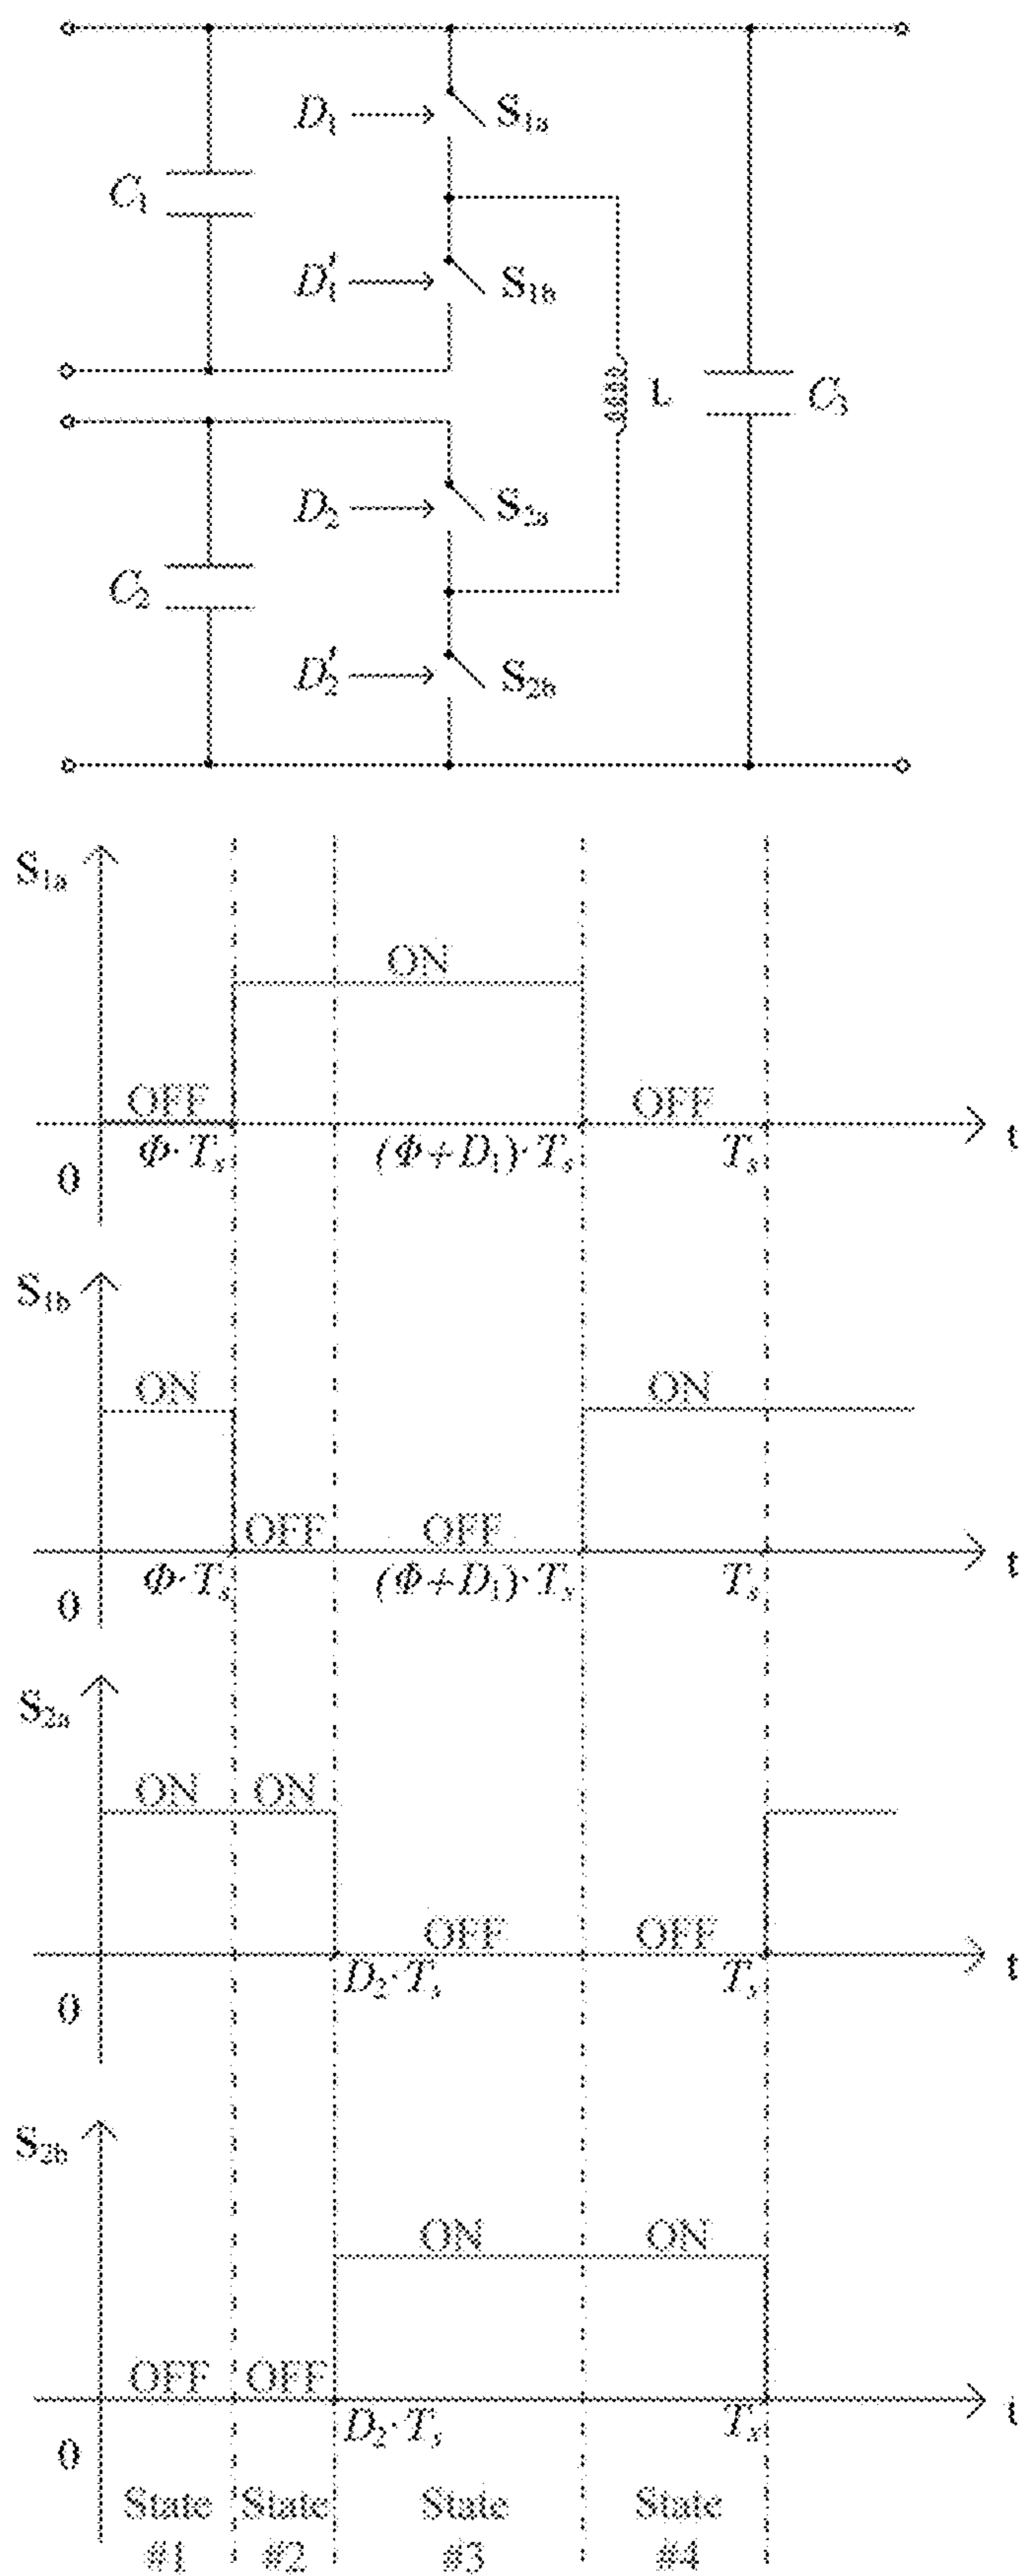 D₁ S₁ₐ
C₁
D₁′ S₁b
L C₃
D₂ S₂ₐ
C₂
D₂′ S₂b
S₁ₐ
ON
OFF OFF
Φ·Tₛ (Φ+D₁)·Tₛ Tₛ t
0
S₁b
ON ON
OFF OFF
Φ·Tₛ (Φ+D₁)·Tₛ Tₛ t
0
S₂ₐ
ON ON
OFF OFF
D₂·Tₛ Tₛ t
0
S₂b
ON ON
OFF OFF
D₂·Tₛ Tₛ t
0
State State State State
#1 #2 #3 #4